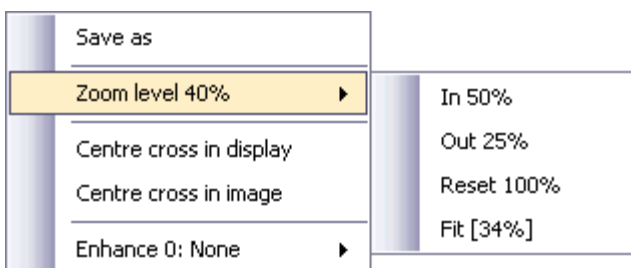 Save as
Zoom level 40%
Centre cross in display
Centre cross in image
Enhance 0: None
In 50%
Out 25%
Reset 100%
Fit [34%]